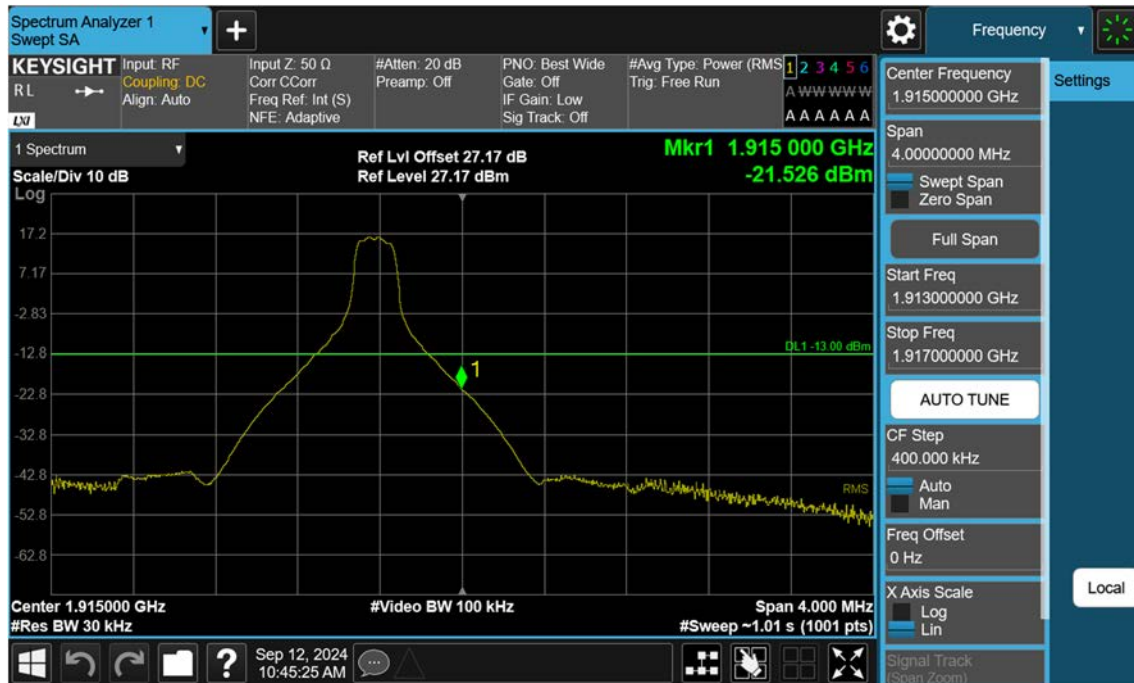 Spectrum Analyzer 1
Swept SA
+
Frequency
KEYSIGHT
RL
LXI
Input: RF
Coupling: DC
Align: Auto
Input Z: 50 Ω
Corr CCorr
Freq Ref: Int (S)
NFE: Adaptive
#Atten: 20 dB
Preamp: Off
PNO: Best Wide
Gate: Off
IF Gain: Low
Sig Track: Off
#Avg Type: Power (RMS
Trig: Free Run
1 2 3 4 5 6
A W W W W W
A A A A A A
1 Spectrum
Scale/Div 10 dB
Log
Ref Lvl Offset 27.17 dB
Ref Level 27.17 dBm
Mkr1 1.915 000 GHz
-21.526 dBm
17.2
7.17
-2.83
-12.8
-22.8
-32.8
-42.8
-52.8
-62.8
DL1 -13.00 dBm
1
RMS
Center 1.915000 GHz
#Res BW 30 kHz
#Video BW 100 kHz
Span 4.000 MHz
#Sweep ~1.01 s (1001 pts)
Center Frequency
1.915000000 GHz
Span
4.00000000 MHz
Swept Span
Zero Span
Full Span
Start Freq
1.913000000 GHz
Stop Freq
1.917000000 GHz
AUTO TUNE
CF Step
400.000 kHz
Auto
Man
Freq Offset
0 Hz
X Axis Scale
Log
Lin
Signal Track
(Span Zoom)
Settings
Local
?
Sep 12, 2024
10:45:25 AM